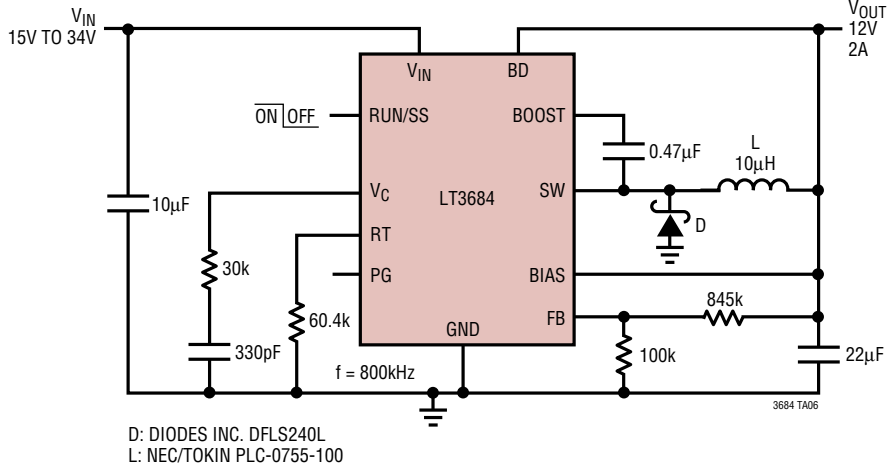 VIN
15V TO 34V
VOUT
12V
2A
VIN
BD
ON OFF
RUN/SS
BOOST
0.47µF
L
10µH
VC
LT3684
SW
10µF
D
RT
30k
PG
BIAS
845k
60.4k
FB
GND
330pF
f = 800kHz
100k
22µF
3684 TA06
D: DIODES INC. DFLS240L
L: NEC/TOKIN PLC-0755-100